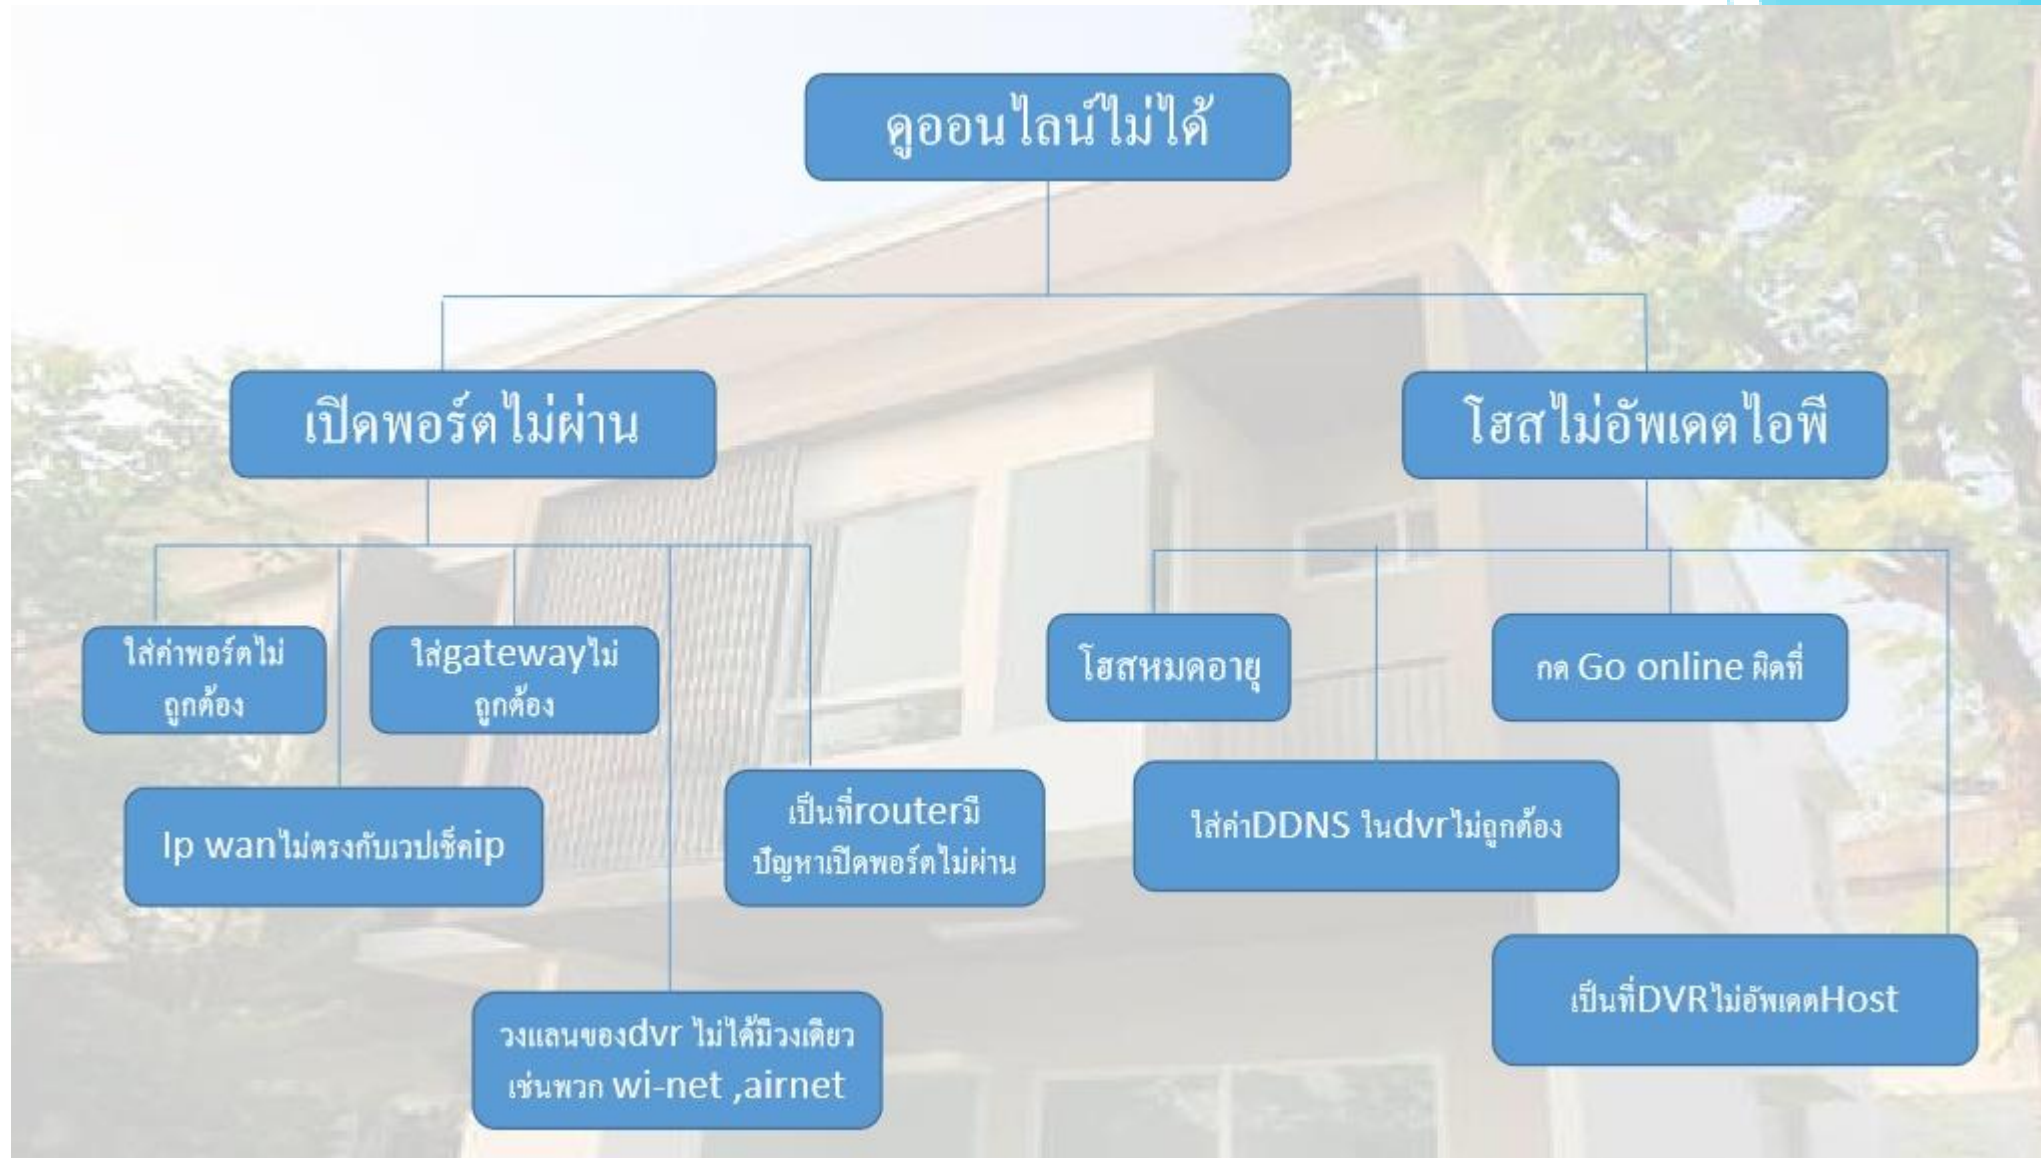 ดูออนไลน์ไม่ได้
เปิดพอร์ตไม่ผ่าน
โฮสไม่อัพเดตไอพี
ใส่ค่าพอร์ตไม่
ถูกต้อง
ใส่gatewayไม่
ถูกต้อง
โฮสหมดอายุ
กด Go online ผิดที่
Ip wanไม่ตรงกับเวปเช็คip
เป็นที่routerมี
ปัญหาเปิดพอร์ตไม่ผ่าน
ใส่ค่าDDNS ในdvrไม่ถูกต้อง
วงแลนของdvr ไม่ได้มีวงเดียว
เช่นพวก wi-net ,airnet
เป็นที่DVRไม่อัพเดตHost